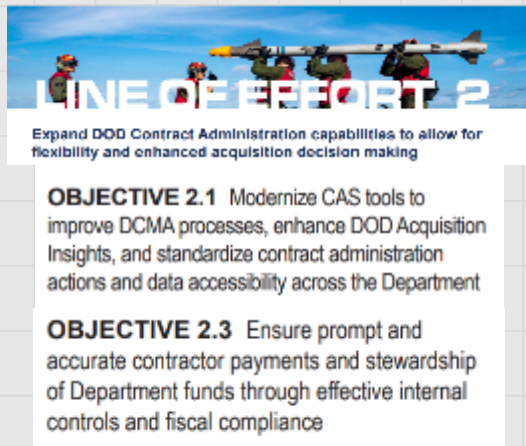 LINE OF EFFORT 2
Expand DOD Contract Administration capabilities to allow for
flexibility and enhanced acquisition decision making
OBJECTIVE 2.1 Modernize CAS tools to
improve DCMA processes, enhance DOD Acquisition
Insights, and standardize contract administration
actions and data accessibility across the Department
OBJECTIVE 2.3 Ensure prompt and
accurate contractor payments and stewardship
of Department funds through effective internal
controls and fiscal compliance